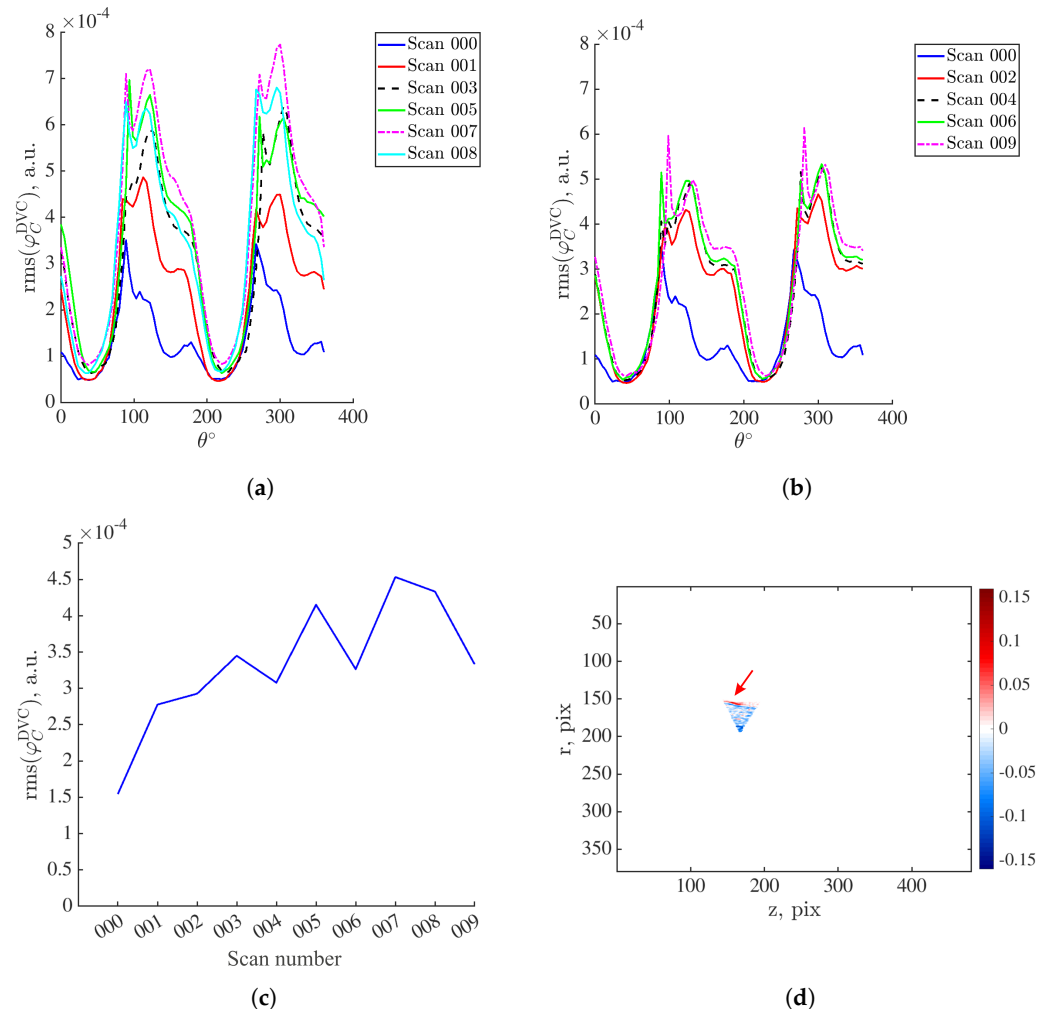 ×10⁻⁴
8
7
6
5
4
3
2
1
0
rms(φ_C^DVC), a.u.
0 100 200 300 400
θ°
Scan 000
Scan 001
Scan 003
Scan 005
Scan 007
Scan 008
(a)
×10⁻⁴
8
7
6
5
4
3
2
1
0
rms(φ_C^DVC), a.u.
0 100 200 300 400
θ°
Scan 000
Scan 002
Scan 004
Scan 006
Scan 009
(b)
×10⁻⁴
5
4.5
4
3.5
3
2.5
2
1.5
1
0.5
0
rms(φ_C^DVC), a.u.
000 001 002 003 004 005 006 007 008 009
Scan number
(c)
50
100
150
200
250
300
350
r, pix
100 200 300 400
z, pix
0.15
0.1
0.05
0
-0.05
-0.1
-0.15
(d)